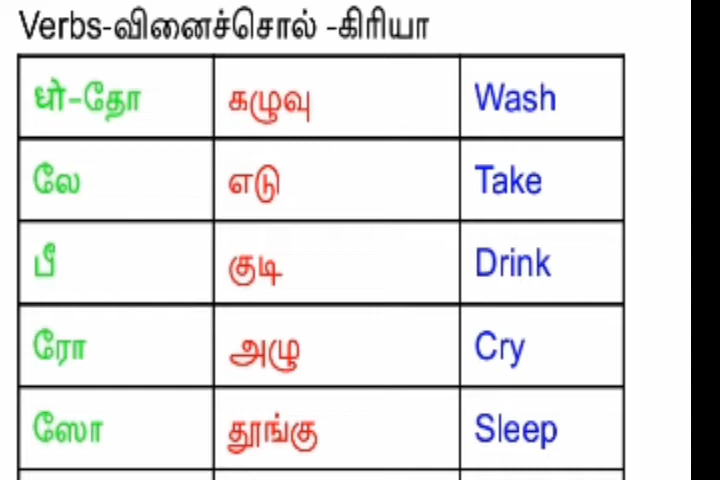 Verbs-வினைச்சொல் -கிரியா
धो-தோ கழுவு Wash
லே எடு Take
பீ குடி Drink
ரோ அழு Cry
ஸோ தூங்கு Sleep